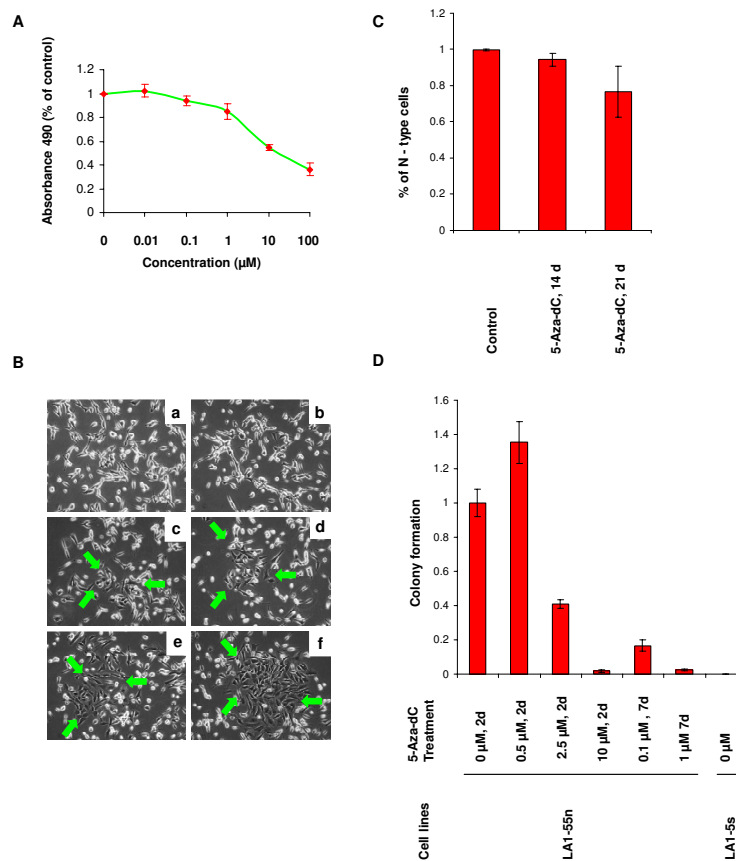 A
Absorbance 490 (% of control)
1.2
1
0.8
0.6
0.4
0.2
0
0 0.01 0.1 1 10 100
Concentration (µM)
C
% of N - type cells
1.2
1
0.8
0.6
0.4
0.2
0
Control
5-Aza-dC, 14 d
5-Aza-dC, 21 d
B
a
b
c
d
e
f
D
Colony formation
1.6
1.4
1.2
1
0.8
0.6
0.4
0.2
0
5-Aza-dC
Treatment
0 µM, 2d
0.5 µM, 2d
2.5 µM, 2d
10 µM, 2d
0.1 µM , 7d
1 µM 7d
0 µM
Cell lines
LA1-55n
LA1-5s